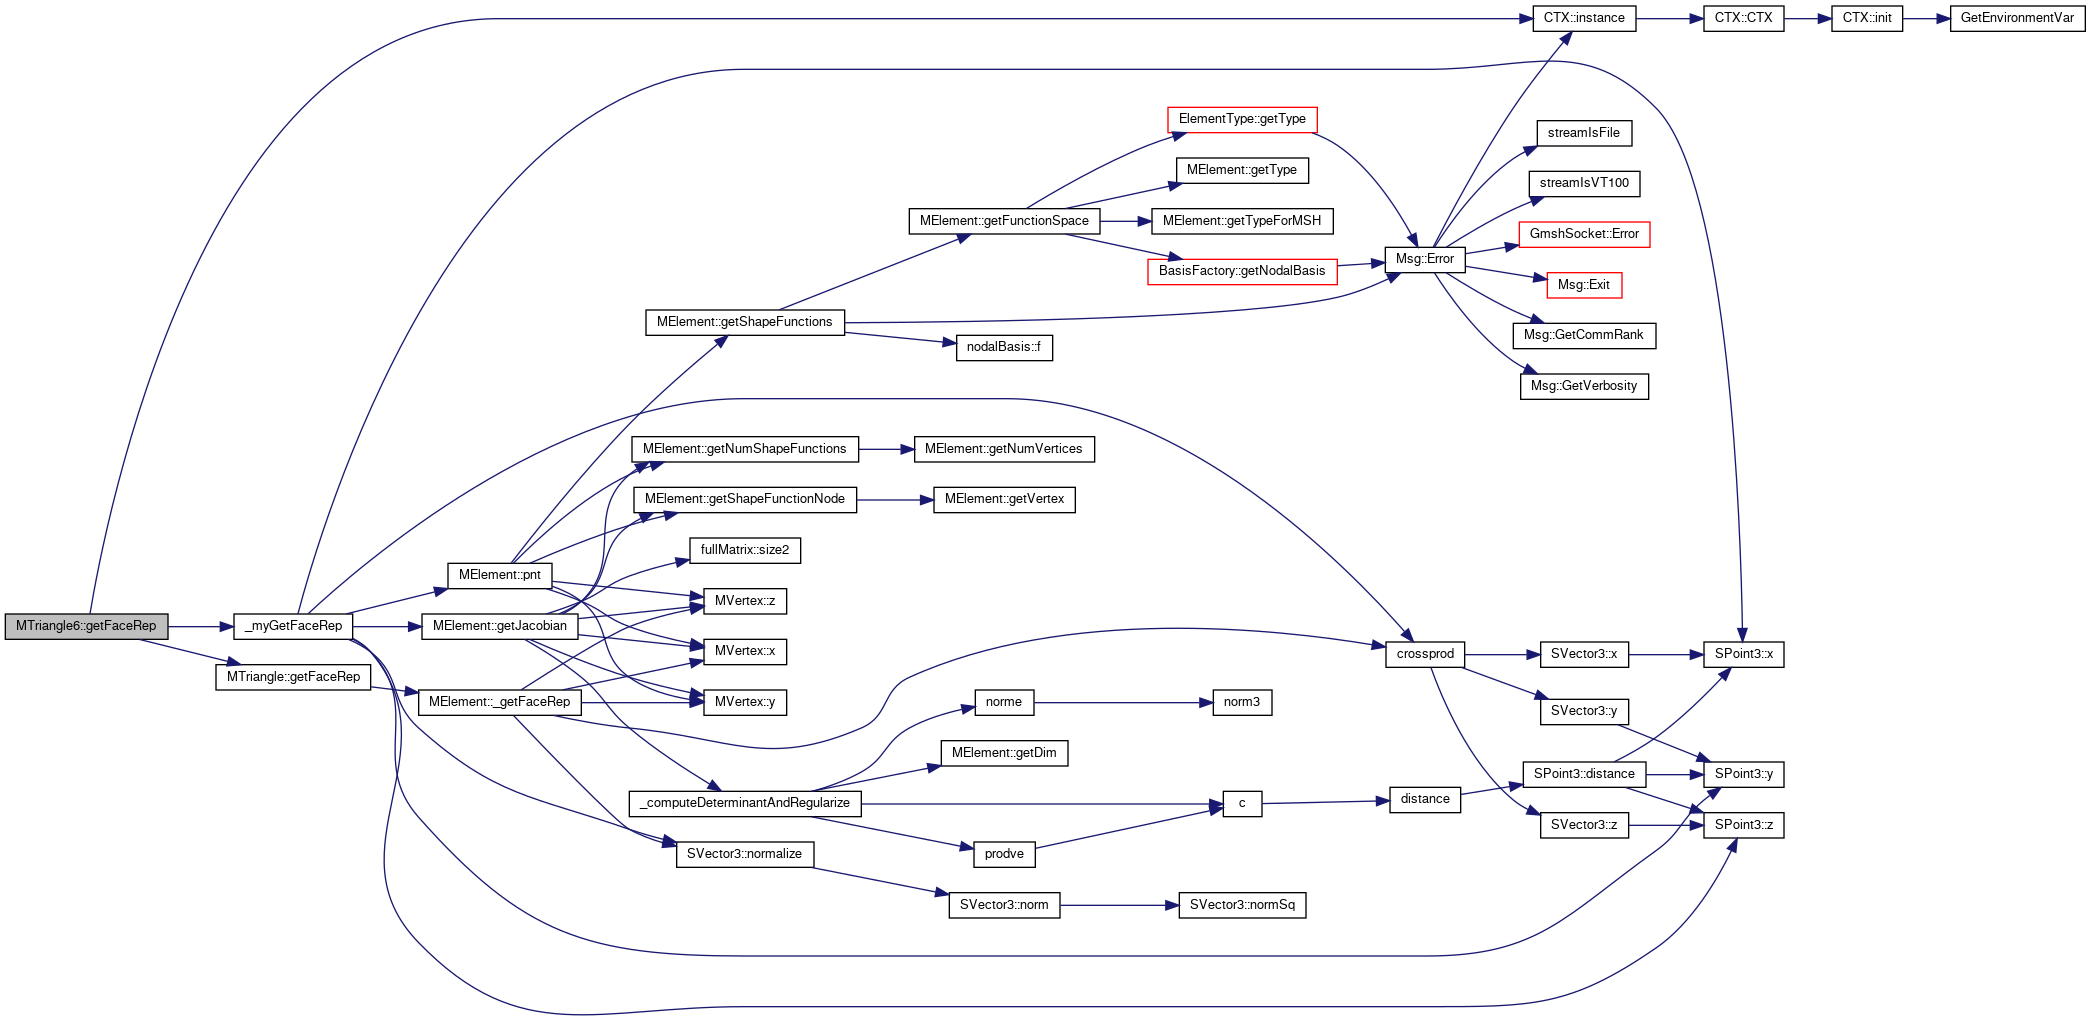 CTX::instance
CTX::CTX
CTX::init
GetEnvironmentVar
ElementType::getType
streamIsFile
MElement::getType
streamIsVT100
MElement::getFunctionSpace
MElement::getTypeForMSH
GmshSocket::Error
Msg::Error
BasisFactory::getNodalBasis
Msg::Exit
MElement::getShapeFunctions
Msg::GetCommRank
nodalBasis::f
Msg::GetVerbosity
MElement::getNumShapeFunctions
MElement::getNumVertices
MElement::getShapeFunctionNode
MElement::getVertex
fullMatrix::size2
MElement::pnt
MVertex::z
MTriangle6::getFaceRep
_myGetFaceRep
MElement::getJacobian
MVertex::x
crossprod
SVector3::x
SPoint3::x
MTriangle::getFaceRep
MElement::_getFaceRep
MVertex::y
norme
norm3
SVector3::y
MElement::getDim
SPoint3::distance
SPoint3::y
_computeDeterminantAndRegularize
c
distance
SVector3::z
SPoint3::z
SVector3::normalize
prodve
SVector3::norm
SVector3::normSq